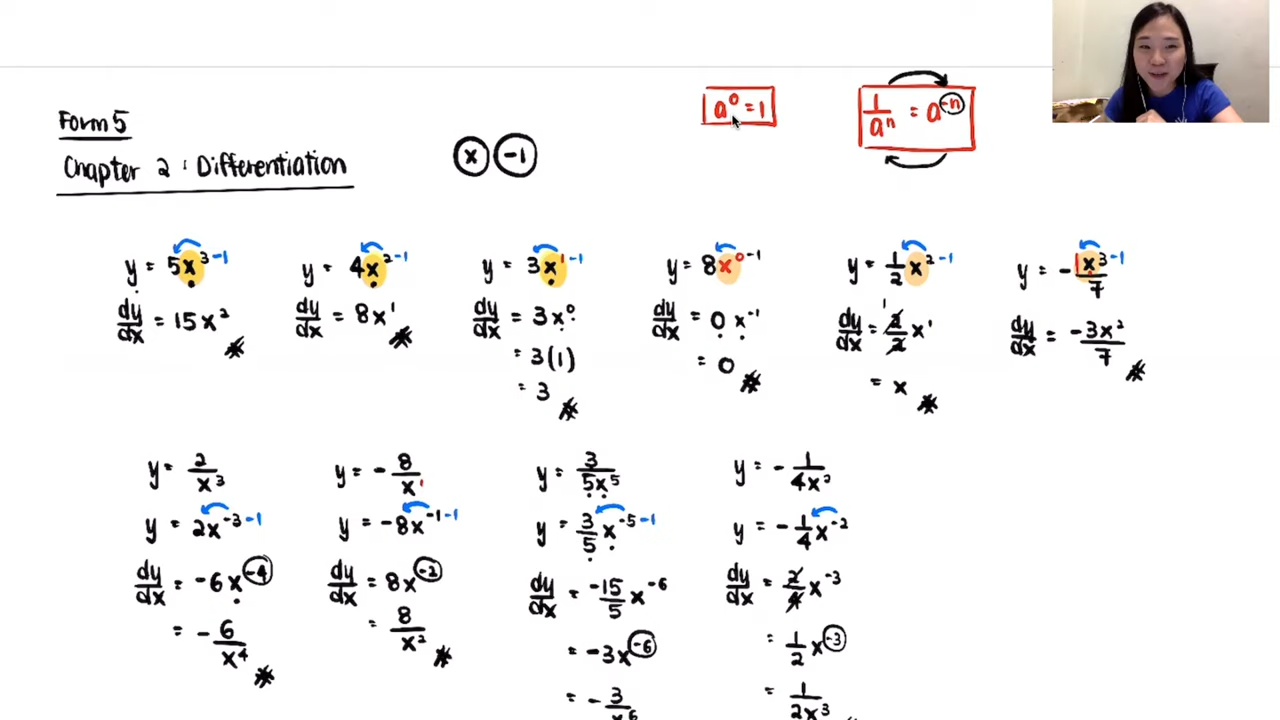 a⁰ = 1
1/aⁿ = a⁻ⁿ
Form 5
Chapter 2 : Differentiation
x -1
y = 5x³⁻¹
dy/dx = 15x²
y = 4x²⁻¹
dy/dx = 8x¹
y = 3x¹⁻¹
dy/dx = 3x⁰
= 3(1)
= 3
y = 8x⁰⁻¹
dy/dx = 0x⁻¹
= 0
y = 1/2 x²⁻¹
dy/dx = 2/2 x¹
1
= x
y = -1x³⁻¹/7
dy/dx = -3x²/7
y = 2/x³
y = 2x⁻³⁻¹
dy/dx = -6x⁻⁴
= -6/x⁴
y = -8/x¹
y = -8x⁻¹⁻¹
dy/dx = 8x⁻²
= 8/x²
y = 3/5x⁵
y = 3/5 x⁻⁵⁻¹
dy/dx = -15/5 x⁻⁶
= -3x⁻⁶
= -3/x⁶
y = -1/4x²
y = -1/4 x⁻²
dy/dx = 2/4 x⁻³
= 1/2 x⁻³
= 1/2x³